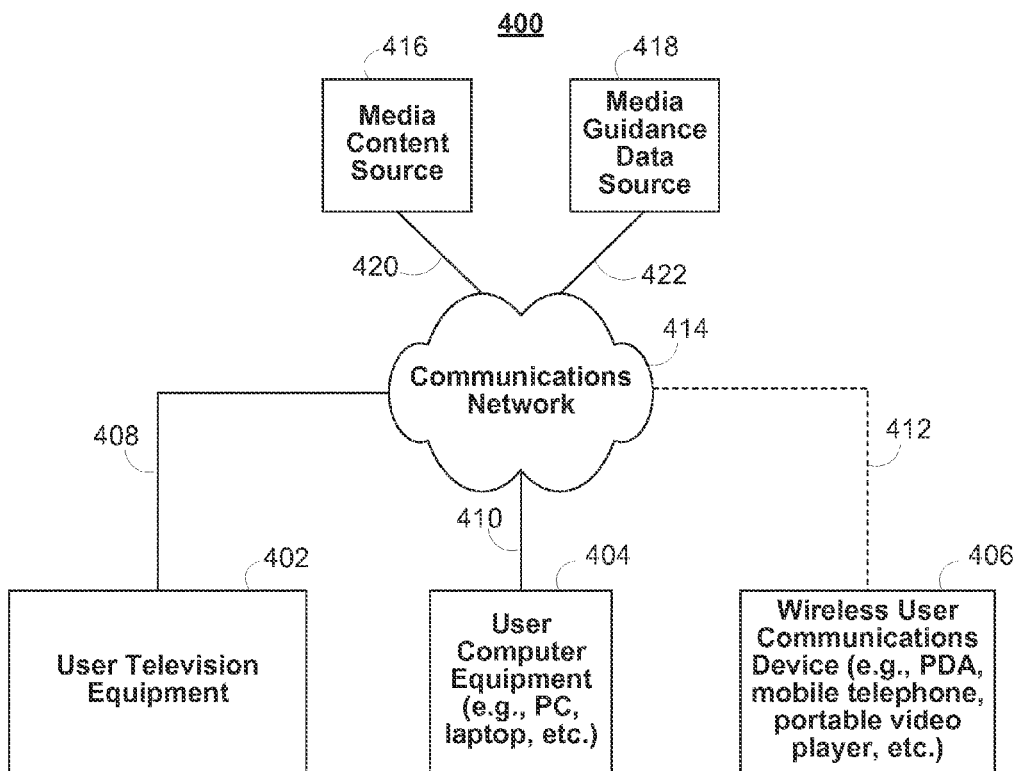 400
416
418
Media
Content
Source
Media
Guidance
Data
Source
420
422
414
Communications
Network
408
412
410
402
404
406
User Television
Equipment
User
Computer
Equipment
(e.g., PC,
laptop, etc.)
Wireless User
Communications
Device (e.g., PDA,
mobile telephone,
portable video
player, etc.)